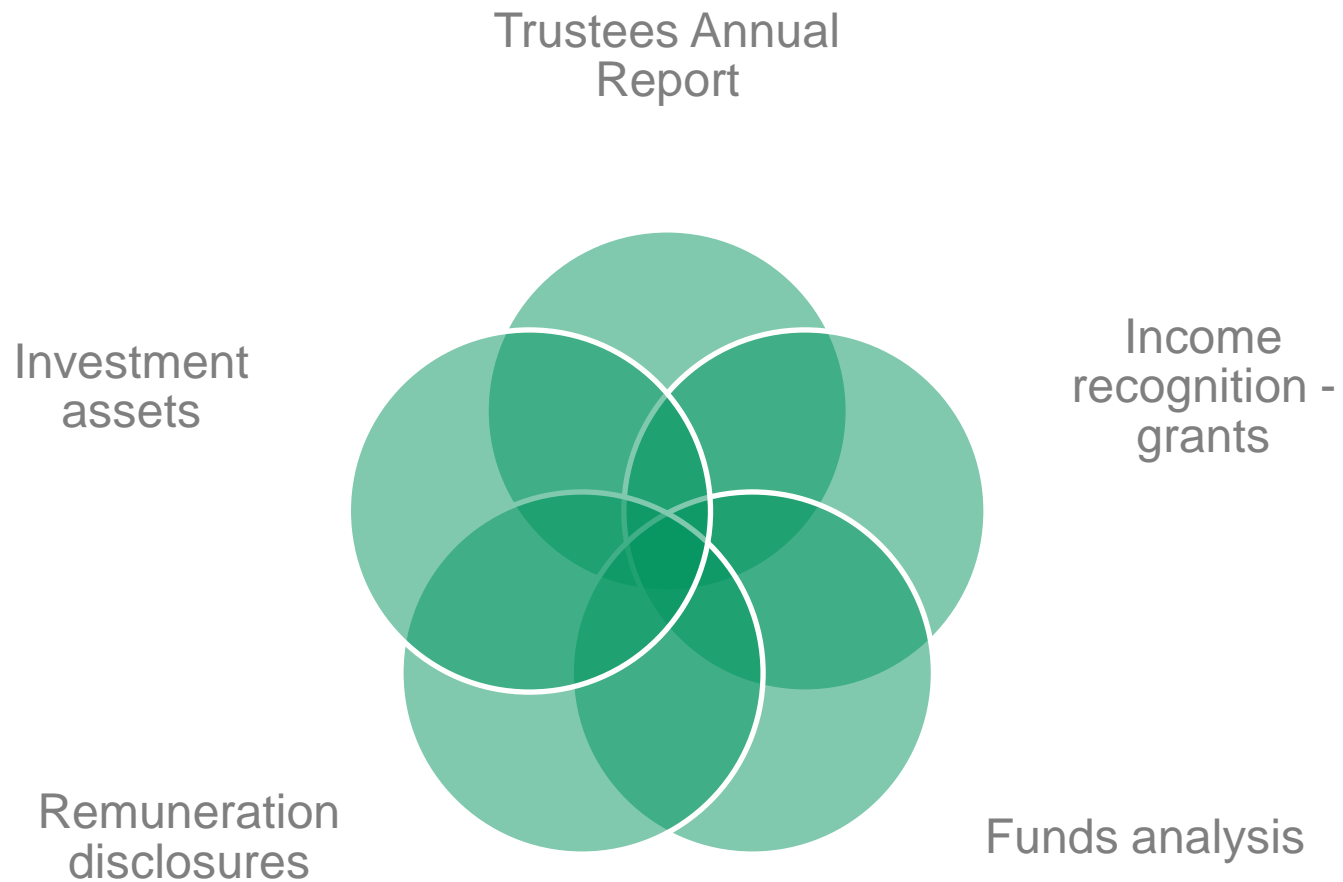 Trustees Annual
Report
Investment
assets
Income
recognition -
grants
Remuneration
disclosures
Funds analysis